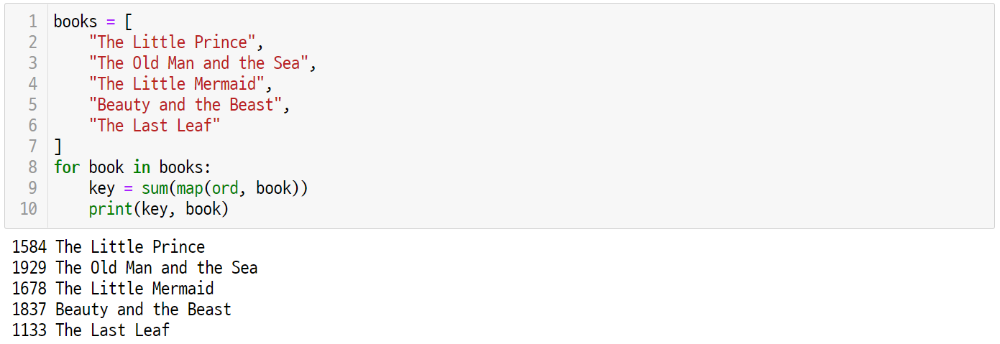 1 books = [
2     "The Little Prince",
3     "The Old Man and the Sea",
4     "The Little Mermaid",
5     "Beauty and the Beast",
6     "The Last Leaf"
7 ]
8 for book in books:
9     key = sum(map(ord, book))
10     print(key, book)
1584 The Little Prince
1929 The Old Man and the Sea
1678 The Little Mermaid
1837 Beauty and the Beast
1133 The Last Leaf